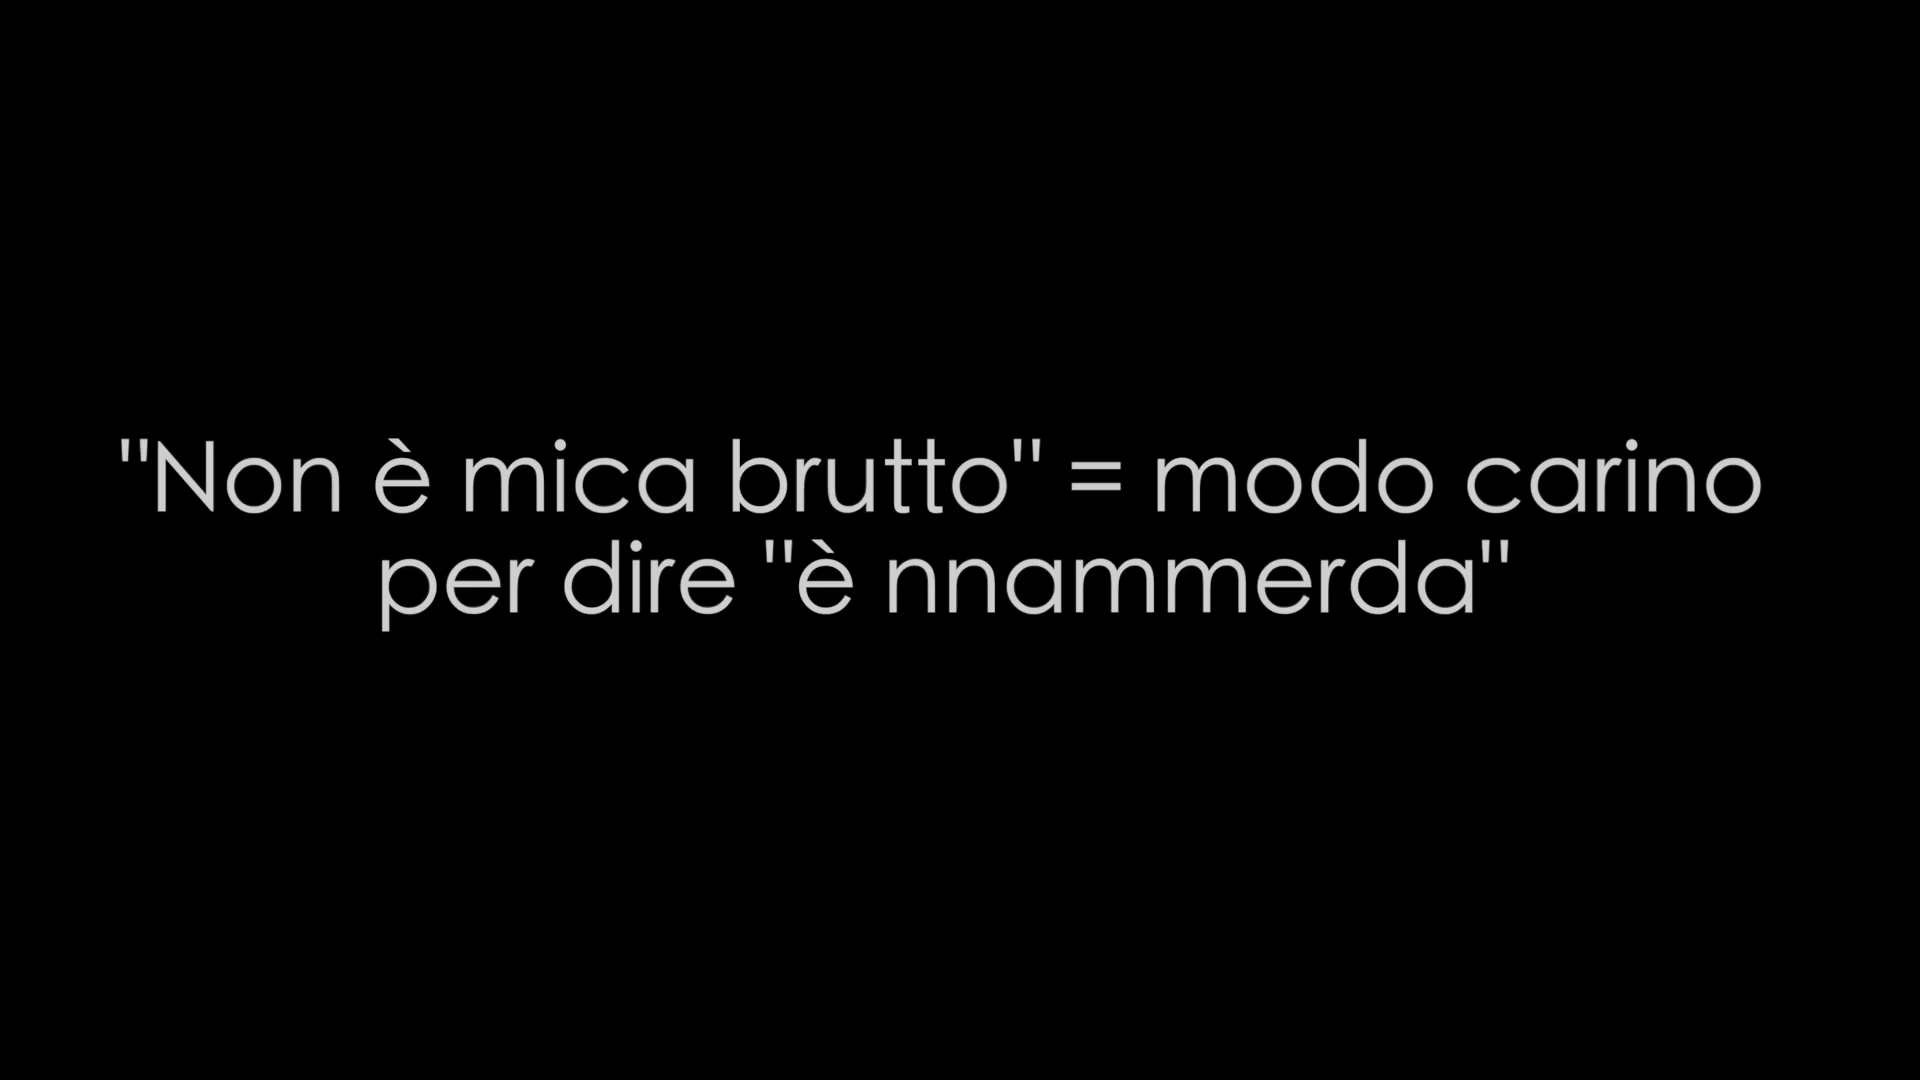 "Non è mica brutto" = modo carino
per dire "è nnammerda"